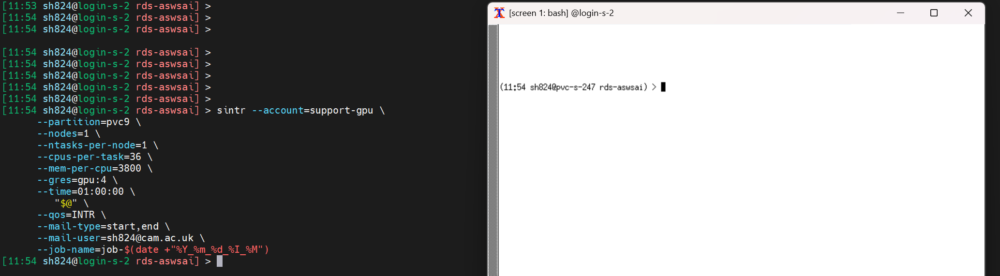 [11:53 sh824@login-s-2 rds-aswsai] >
[11:54 sh824@login-s-2 rds-aswsai] >
[11:54 sh824@login-s-2 rds-aswsai] >
[11:54 sh824@login-s-2 rds-aswsai] >
[11:54 sh824@login-s-2 rds-aswsai] >
[11:54 sh824@login-s-2 rds-aswsai] >
[11:54 sh824@login-s-2 rds-aswsai] >
[11:54 sh824@login-s-2 rds-aswsai] >
[11:54 sh824@login-s-2 rds-aswsai] > sintr --account=support-gpu \
--partition=pvc9 \
--nodes=1 \
--ntasks-per-node=1 \
--cpus-per-task=36 \
--mem-per-cpu=3800 \
--gres=gpu:4 \
--time=01:00:00 \
"$@" \
--qos=INTR \
--mail-type=start,end \
--mail-user=sh824@cam.ac.uk \
--job-name=job-$(date +"%Y_%m_%d_%I_%M")
[11:54 sh824@login-s-2 rds-aswsai] >
[screen 1: bash] @login-s-2
(11:54 sh824@pvc-s-247 rds-aswsai) >